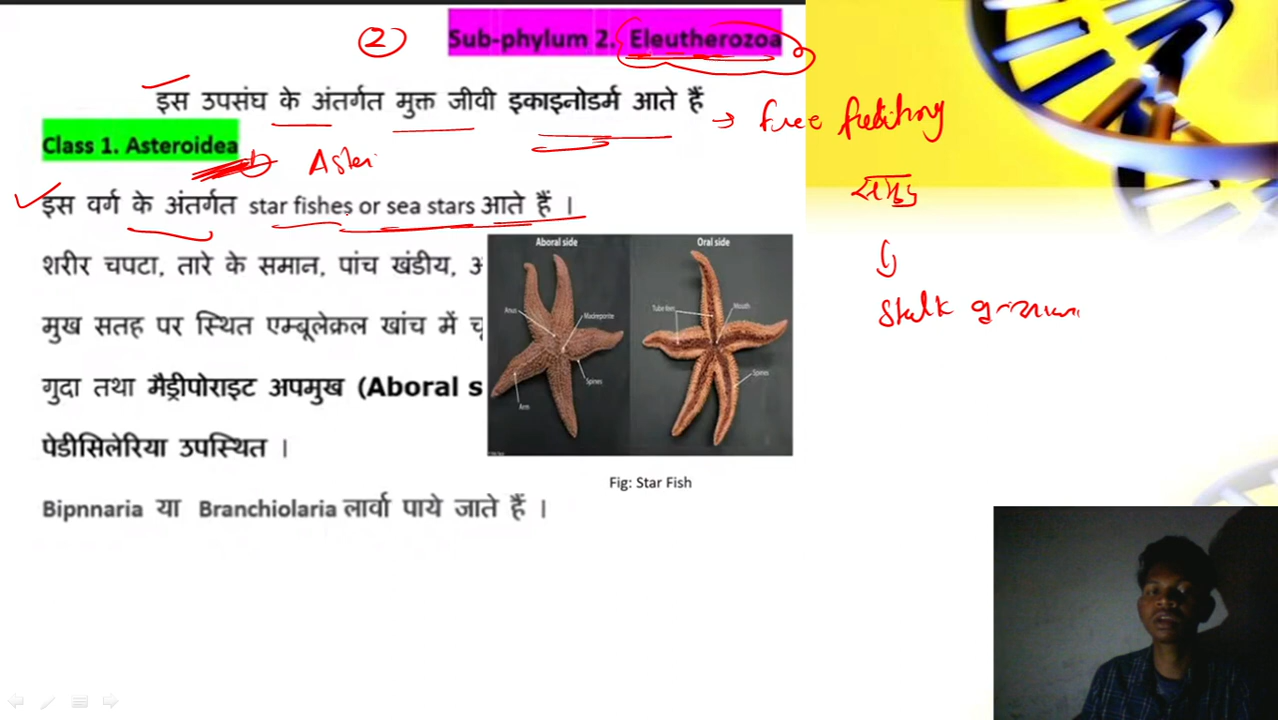 ② Sub-phylum 2. Eleutherozoa
इस उपसंघ के अंतर्गत मुक्त जीवी इकाइनोडर्म आते हैं → free
Class 1. Asteroidea
① Aster
इस वर्ग के अंतर्गत star fishes or sea stars आते हैं ।
Aboral side Oral side
शरीर चपटा, तारे के समान, पांच खंडीय, अ
Anus Madreporite Tube feet Mouth
Stalk
मुख सतह पर स्थित एम्बूलेक्रल खांच में चू
Spines Spines
गुदा तथा मैड्रीपोराइट अपमुख (Aboral s
Arm
पेडीसिलेरिया उपस्थित ।
Fig: Star Fish
Bipnnaria या Branchiolaria लार्वा पाये जाते हैं ।